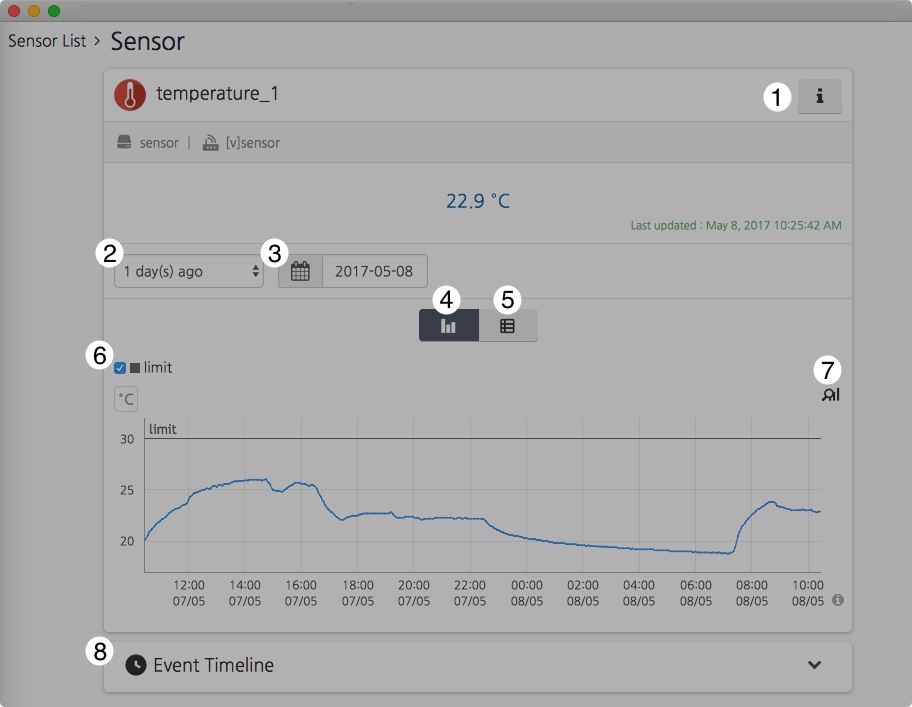 Sensor List > Sensor
temperature_1
1
i
sensor | [v]sensor
22.9 °C
Last updated : May 8, 2017 10:25:42 AM
2
3
1 day(s) ago
2017-05-08
4
5
6
limit
7
°C
limit
30
25
20
12:00 14:00 16:00 18:00 20:00 22:00 00:00 02:00 04:00 06:00 08:00 10:00
07/05 07/05 07/05 07/05 07/05 07/05 08/05 08/05 08/05 08/05 08/05 08/05 i
8
Event Timeline